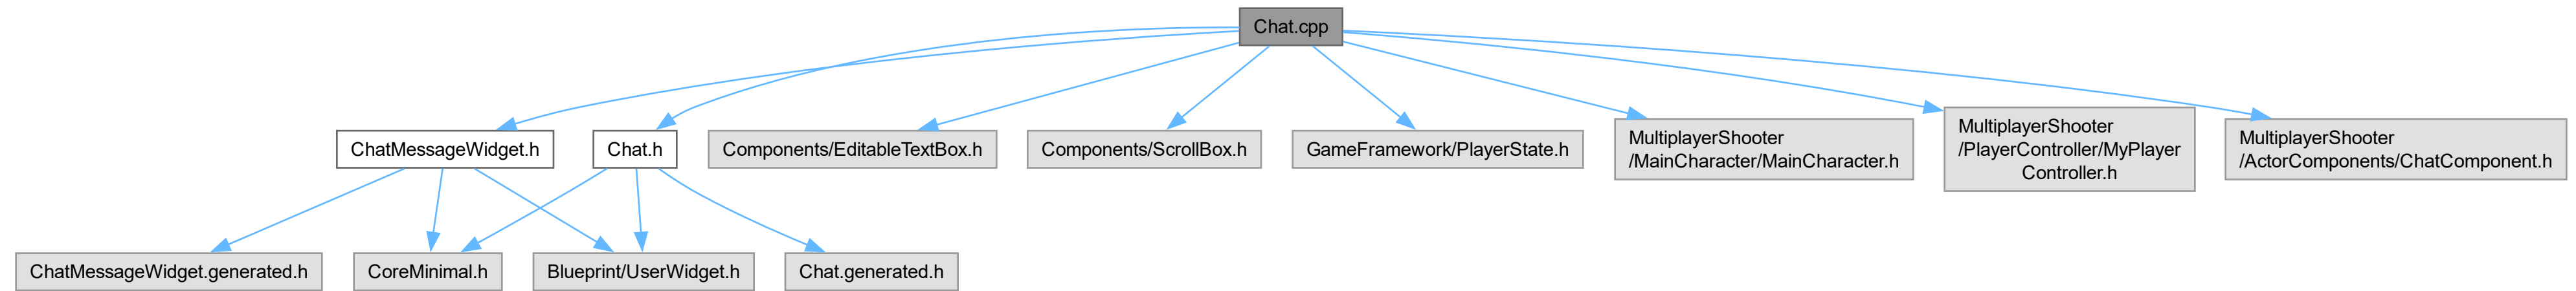 Chat.cpp
ChatMessageWidget.h
Chat.h
Components/EditableTextBox.h
Components/ScrollBox.h
GameFramework/PlayerState.h
MultiplayerShooter
/MainCharacter/MainCharacter.h
MultiplayerShooter
/PlayerController/MyPlayer
Controller.h
MultiplayerShooter
/ActorComponents/ChatComponent.h
ChatMessageWidget.generated.h
CoreMinimal.h
Blueprint/UserWidget.h
Chat.generated.h